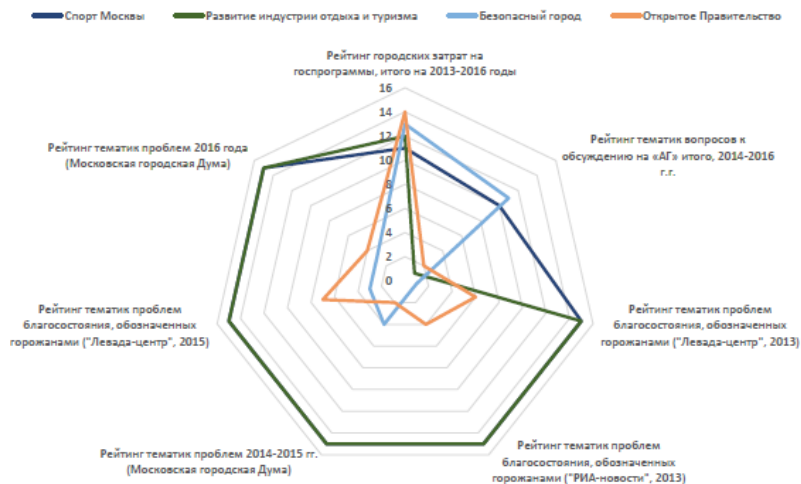 Спорт Москвы
Развитие индустрии отдыха и туризма
Безопасный город
Открытое Правительство
Рейтинг городских затрат на
госпрограммы, итого на 2013-2016 годы
16
14
12
10
8
6
4
2
0
Рейтинг тематик вопросов к
обсуждению на «АГ» итого, 2014-2016
г.г.
Рейтинг тематик проблем
благосостояния, обозначенных
горожанами ("Левада-центр", 2013)
Рейтинг тематик проблем
благосостояния, обозначенных
горожанами ("РИА-новости", 2013)
Рейтинг тематик проблем 2014-2015 гг.
(Московская городская Дума)
Рейтинг тематик проблем
благосостояния, обозначенных
горожанами ("Левада-центр", 2015)
Рейтинг тематик проблем 2016 года
(Московская городская Дума)